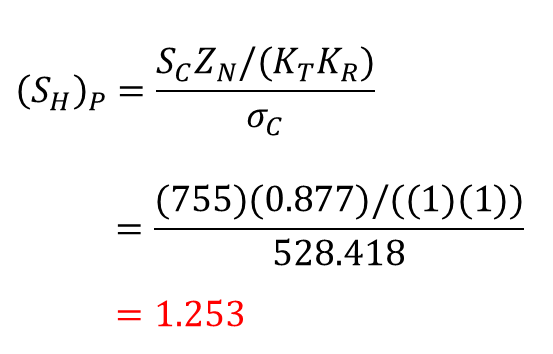 (S_H)_P = S_C Z_N/(K_T K_R) / σ_C
= (755)(0.877)/((1)(1)) / 528.418
= 1.253